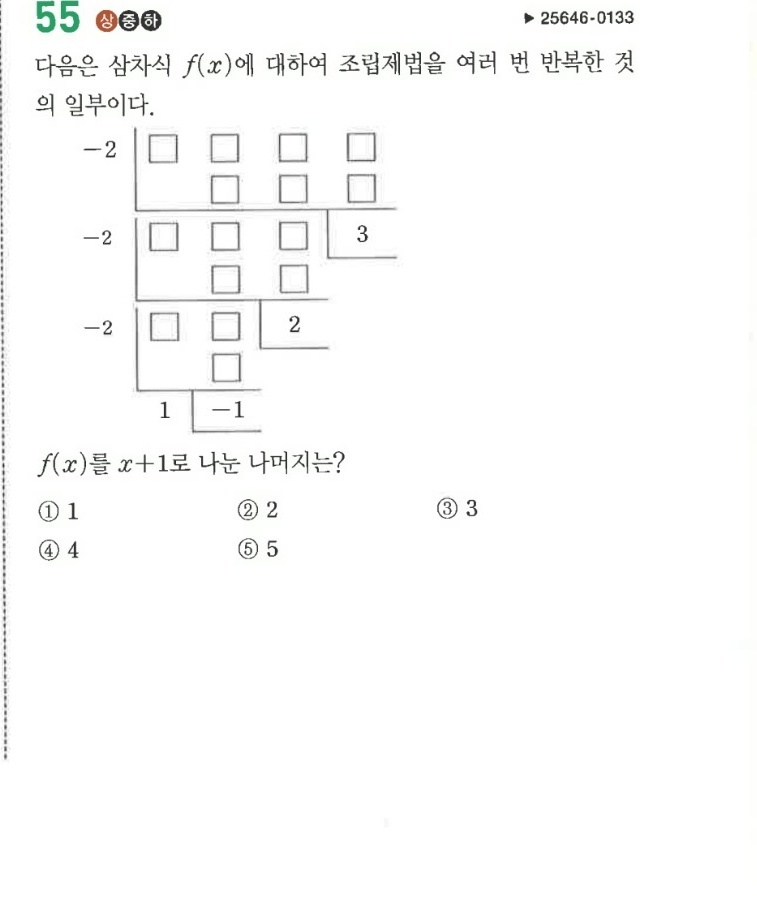 55 상중하 ▶ 25646-0133
다음은 삼차식 f(x)에 대하여 조립제법을 여러 번 반복한 것
의 일부이다.
-2 □ □ □ □
□ □ □
-2 □ □ □ 3
□ □
-2 □ □ 2
□
1 -1
f(x)를 x+1로 나눈 나머지는?
① 1 ② 2 ③ 3
④ 4 ⑤ 5